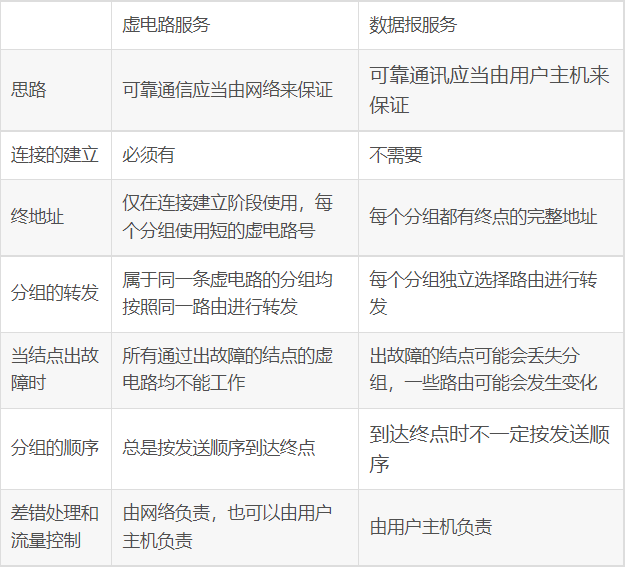 虚电路服务
数据报服务
思路
可靠通信应当由网络来保证
可靠通讯应当由用户主机来
保证
连接的建立
必须有
不需要
终地址
仅在连接建立阶段使用，每
个分组使用短的虚电路号
每个分组都有终点的完整地址
分组的转发
属于同一条虚电路的分组均
按照同一路由进行转发
每个分组独立选择路由进行转
发
当结点出故
障时
所有通过出故障的结点的虚
电路均不能工作
出故障的结点可能会丢失分
组，一些路由可能会发生变化
分组的顺序
总是按发送顺序到达终点
到达终点时不一定按发送顺
序
差错处理和
流量控制
由网络负责，也可以由用户
主机负责
由用户主机负责